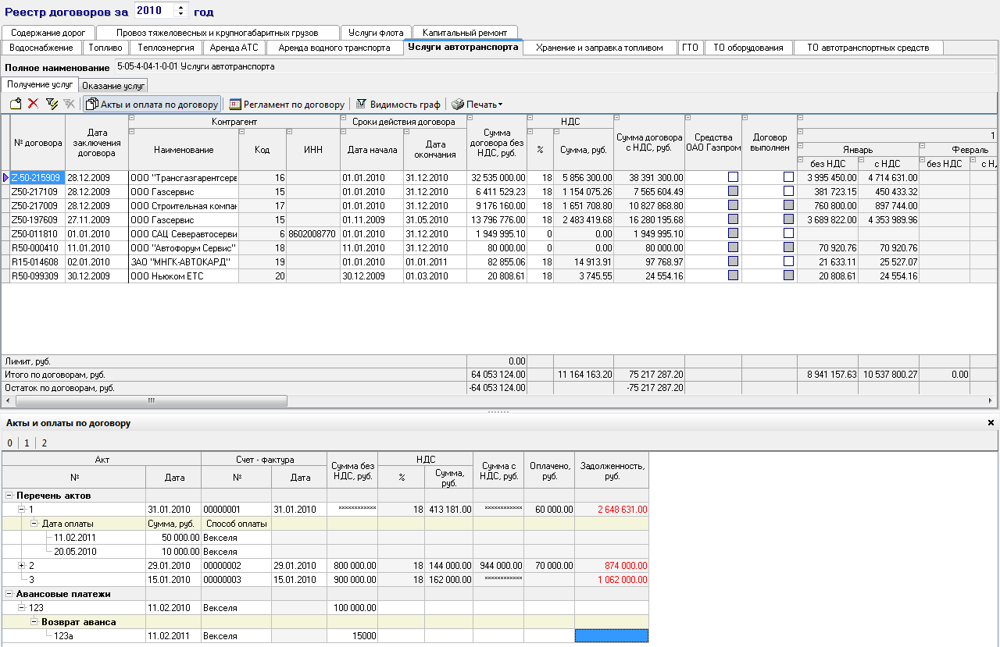 Реестр договоров за 2010 год
Содержание дорог Провоз тяжеловесных и крупногабаритных грузов Услуги флота Капитальный ремонт
Водоснабжение Топливо Теплоэнергия Аренда АТС Аренда водного транспорта Услуги автотранспорта Хранение и заправка топливом ГТО ТО оборудования ТО автотранспортных средств
Полное наименование 5-05-4-04-1-0-01 Услуги автотранспорта
Получение услуг Оказание услуг
Акты и оплата по договору Регламент по договору Видимость граф Печать
№ договора Дата заключения договора Контрагент Наименование Код ИНН Сроки действия договора Дата начала Дата окончания Сумма договора без НДС, руб. НДС % Сумма, руб. Сумма договора с НДС, руб. Средства ОАО Газпром Договор выполнен 1 Январь без НДС с НДС Февраль без НДС с НД
Z-50-215909 28.12.2009 ООО "Трансгазгарентсерв 16 01.01.2010 31.12.2010 32 535 000.00 18 5 856 300.00 38 391 300.00 3 995 450.00 4 714 631.00
Z50-217109 28.12.2009 ООО Газсервис 15 01.01.2010 31.12.2010 6 411 529.23 18 1 154 075.26 7 565 604.49 381 723.15 450 433.32
Z50-217009 28.12.2009 ООО Строительная компан 17 01.01.2010 31.12.2010 9 176 160.00 18 1 651 708.80 10 827 868.80 760 800.00 897 744.00
Z50-197609 27.11.2009 ООО Газсервис 15 01.11.2009 31.05.2010 13 796 776.00 18 2 483 419.68 16 280 195.68 3 689 822.00 4 353 989.96
Z50-011810 01.01.2010 ООО САЦ Северавтосерви 6 8602008770 01.01.2010 31.12.2010 1 949 995.10 0 0.00 1 949 995.10
R50-000410 11.01.2010 ООО "Автофорум Сервис" 18 11.01.2010 31.12.2010 80 000.00 0 0.00 80 000.00 70 920.76 70 920.76
R15-014608 02.01.2010 ЗАО "МНГК-АВТОКАРД" 19 01.01.2010 01.01.2011 82 855.06 18 14 913.91 97 768.97 21 633.11 25 527.07
R50-099309 30.12.2009 ООО Ньюком ЕТС 20 30.12.2009 01.03.2010 20 808.61 18 3 745.55 24 554.16 20 808.61 24 554.16
Лимит, руб. 0.00
Итого по договорам, руб. 64 053 124.00 11 164 163.20 75 217 287.20 8 941 157.63 10 537 800.27 0.00
Остаток по договорам, руб. -64 053 124.00 -75 217 287.20
Акты и оплаты по договору
0 1 2
Акт № Дата Счет - фактура № Дата Сумма без НДС, руб. НДС % Сумма, руб. Сумма с НДС, руб. Оплачено, руб. Задолженность, руб.
Перечень актов
1 31.01.2010 00000001 31.01.2010 ************ 18 413 181.00 ************ 60 000.00 2 648 631.00
Дата оплаты Сумма, руб. Способ оплаты
11.02.2011 50 000.00 Векселя
20.05.2010 10 000.00 Векселя
2 29.01.2010 00000002 29.01.2010 800 000.00 18 144 000.00 944 000.00 70 000.00 874 000.00
3 15.01.2010 00000003 15.01.2010 900 000.00 18 162 000.00 ************ 1 062 000.00
Авансовые платежи
123 11.02.2010 Векселя 100 000.00
Возврат аванса
123а 11.02.2011 Векселя 15000